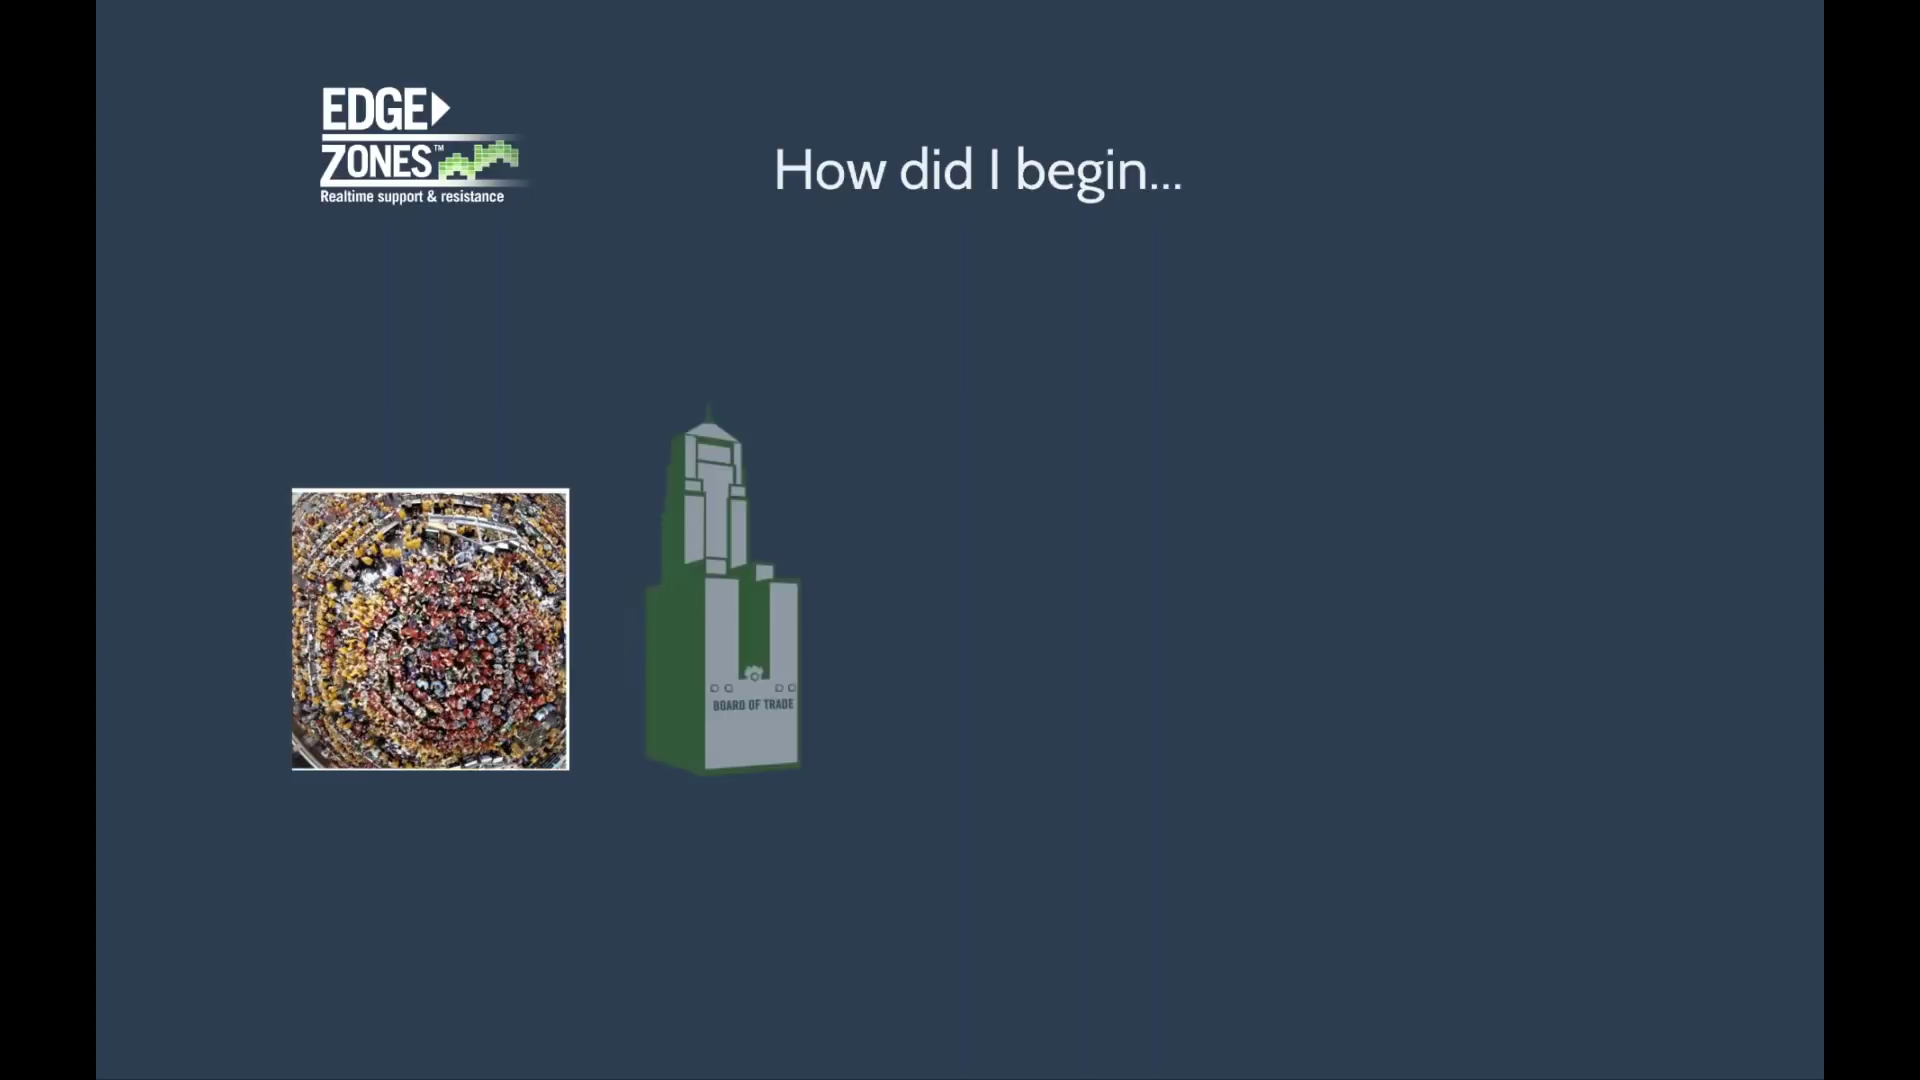 EDGE
ZONES™
Realtime support & resistance
How did I begin...
BOARD OF TRADE